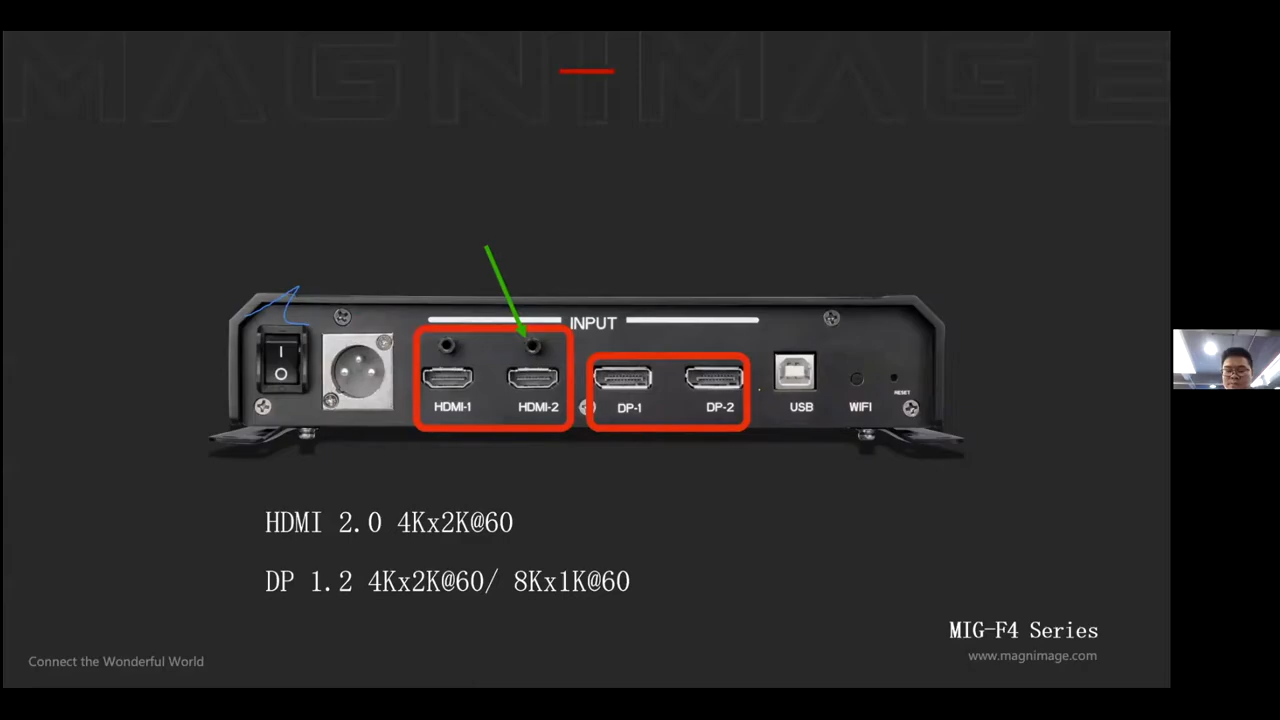 MAGNIMAGE
INPUT
I
O
HDMI-1 HDMI-2 DP-1 DP-2 USB WIFI RESET
HDMI 2.0 4Kx2K@60
DP 1.2 4Kx2K@60/ 8Kx1K@60
MIG-F4 Series
Connect the Wonderful World
www.magnimage.com